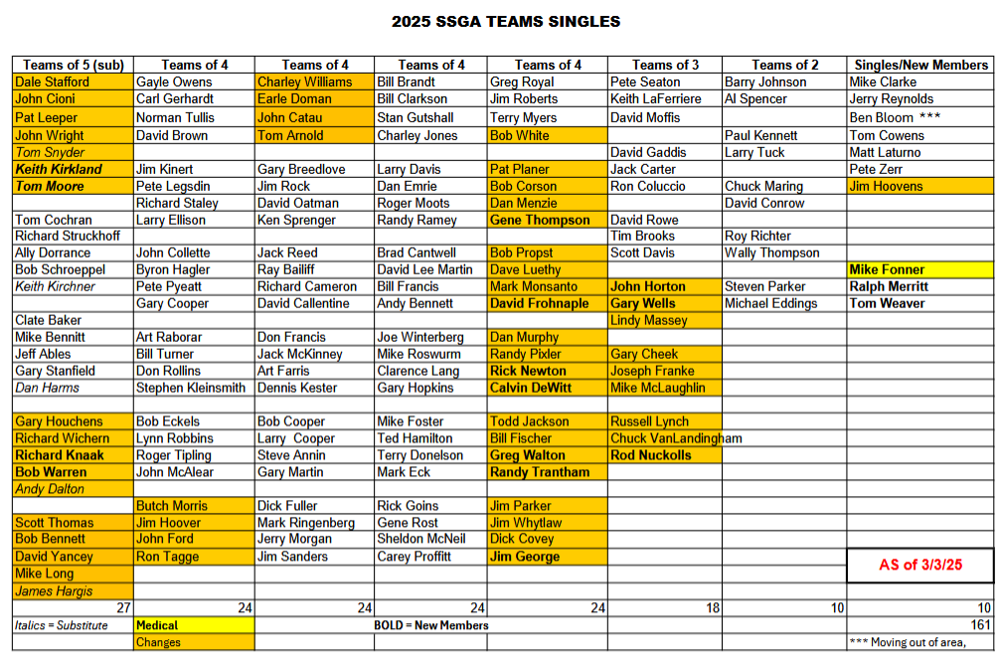 2025 SSGA TEAMS SINGLES
Teams of 5 (sub) Teams of 4 Teams of 4 Teams of 4 Teams of 4 Teams of 3 Teams of 2 Singles/New Members
Dale Stafford Gayle Owens Charley Williams Bill Brandt Greg Royal Pete Seaton Barry Johnson Mike Clarke
John Cioni Carl Gerhardt Earle Doman Bill Clarkson Jim Roberts Keith LaFerriere Al Spencer Jerry Reynolds
Pat Leeper Norman Tullis John Catau Stan Gutshall Terry Myers David Moffis Ben Bloom ***
John Wright David Brown Tom Arnold Charley Jones Bob White Paul Kennett Tom Cowens
Tom Snyder David Gaddis Larry Tuck Matt Laturno
Keith Kirkland Jim Kinert Gary Breedlove Larry Davis Pat Planer Jack Carter Pete Zerr
Tom Moore Pete Legsdin Jim Rock Dan Emrie Bob Corson Ron Coluccio Chuck Maring Jim Hoovens
Richard Staley David Oatman Roger Moots Dan Menzie David Conrow
Tom Cochran Larry Ellison Ken Sprenger Randy Ramey Gene Thompson David Rowe
Richard Struckhoff Tim Brooks Roy Richter
Ally Dorrance John Collette Jack Reed Brad Cantwell Bob Propst Scott Davis Wally Thompson
Bob Schroeppel Byron Hagler Ray Bailiff David Lee Martin Dave Luethy Mike Fonner
Keith Kirchner Pete Pyeatt Richard Cameron Bill Francis Mark Monsanto John Horton Steven Parker Ralph Merritt
Gary Cooper David Callentine Andy Bennett David Frohnaple Gary Wells Michael Eddings Tom Weaver
Clate Baker Lindy Massey
Mike Bennitt Art Raborar Don Francis Joe Winterberg Dan Murphy
Jeff Ables Bill Turner Jack McKinney Mike Roswurm Randy Pixler Gary Cheek
Gary Stanfield Don Rollins Art Farris Clarence Lang Rick Newton Joseph Franke
Dan Harms Stephen Kleinsmith Dennis Kester Gary Hopkins Calvin DeWitt Mike McLaughlin
Gary Houchens Bob Eckels Bob Cooper Mike Foster Todd Jackson Russell Lynch
Richard Wichern Lynn Robbins Larry Cooper Ted Hamilton Bill Fischer Chuck VanLandingham
Richard Knaak Roger Tipling Steve Annin Terry Donelson Greg Walton Rod Nuckolls
Bob Warren John McAlear Gary Martin Mark Eck Randy Trantham
Andy Dalton
Butch Morris Dick Fuller Rick Goins Jim Parker
Scott Thomas Jim Hoover Mark Ringenberg Gene Rost Jim Whytlaw
Bob Bennett John Ford Jerry Morgan Sheldon McNeil Dick Covey
David Yancey Ron Tagge Jim Sanders Carey Proffitt Jim George
AS of 3/3/25
Mike Long
James Hargis
27 24 24 24 24 18 10 10
Italics = Substitute Medical BOLD = New Members 161
Changes *** Moving out of area,